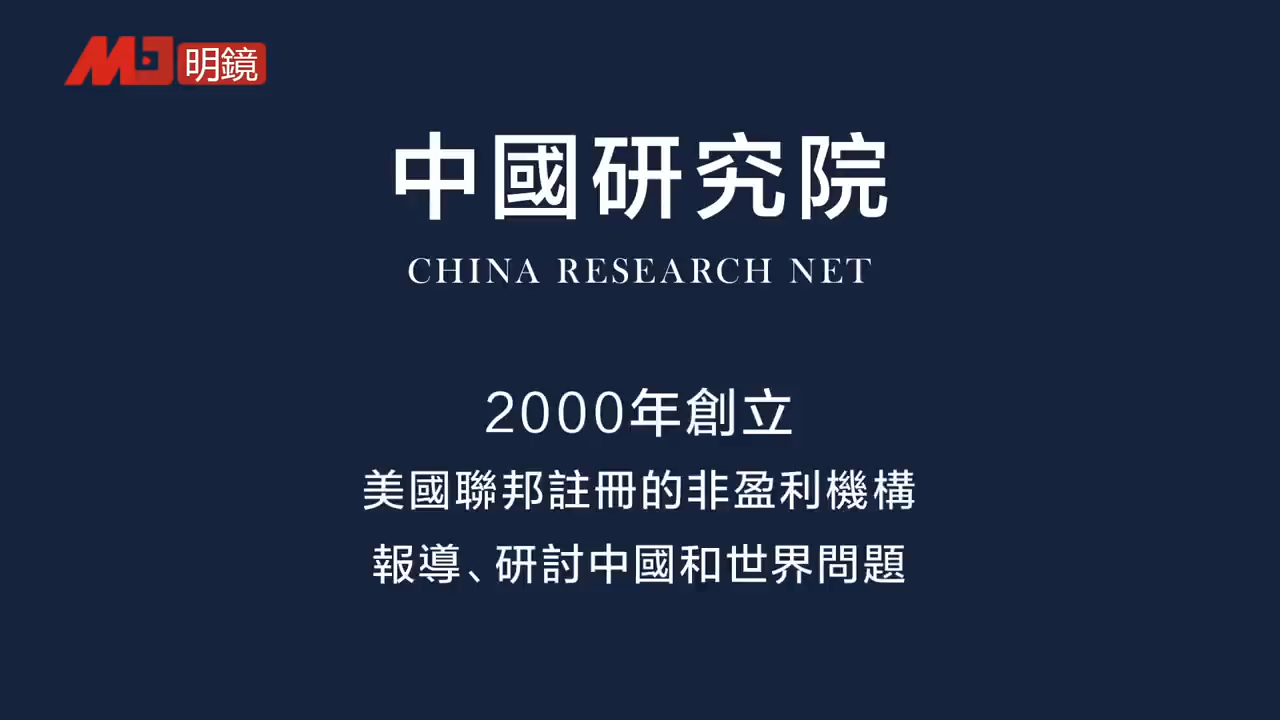 明鏡
中國研究院
CHINA RESEARCH NET
2000年創立
美國聯邦註冊的非盈利機構
報導、研討中國和世界問題